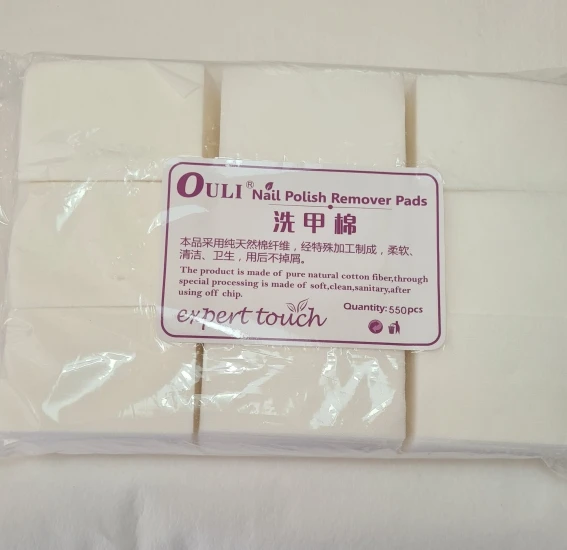 OULI® Nail Polish Remover Pads
洗甲棉
本品采用纯天然棉纤维，经特殊加工制成，柔软、
清洁、卫生，用后不掉屑。
The product is made of pure natural cotton fiber,through
special processing is made of soft,clean,sanitary,after
using off chip.
expert touch
Quantity:550pcs